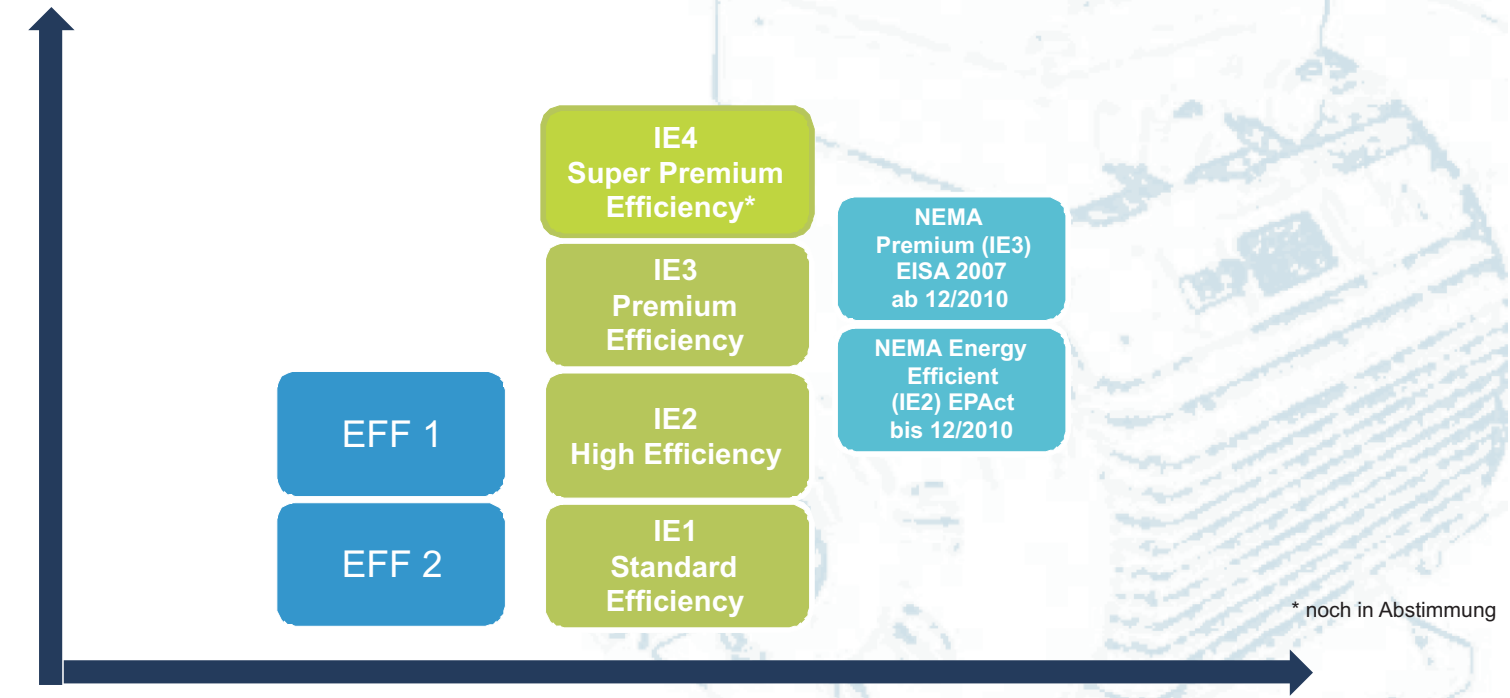 EFF 1
EFF 2
IE4
Super Premium
Efficiency*
IE3
Premium
Efficiency
IE2
High Efficiency
IE1
Standard
Efficiency
NEMA
Premium (IE3)
EISA 2007
ab 12/2010
NEMA Energy
Efficient
(IE2) EPAct
bis 12/2010
* noch in Abstimmung